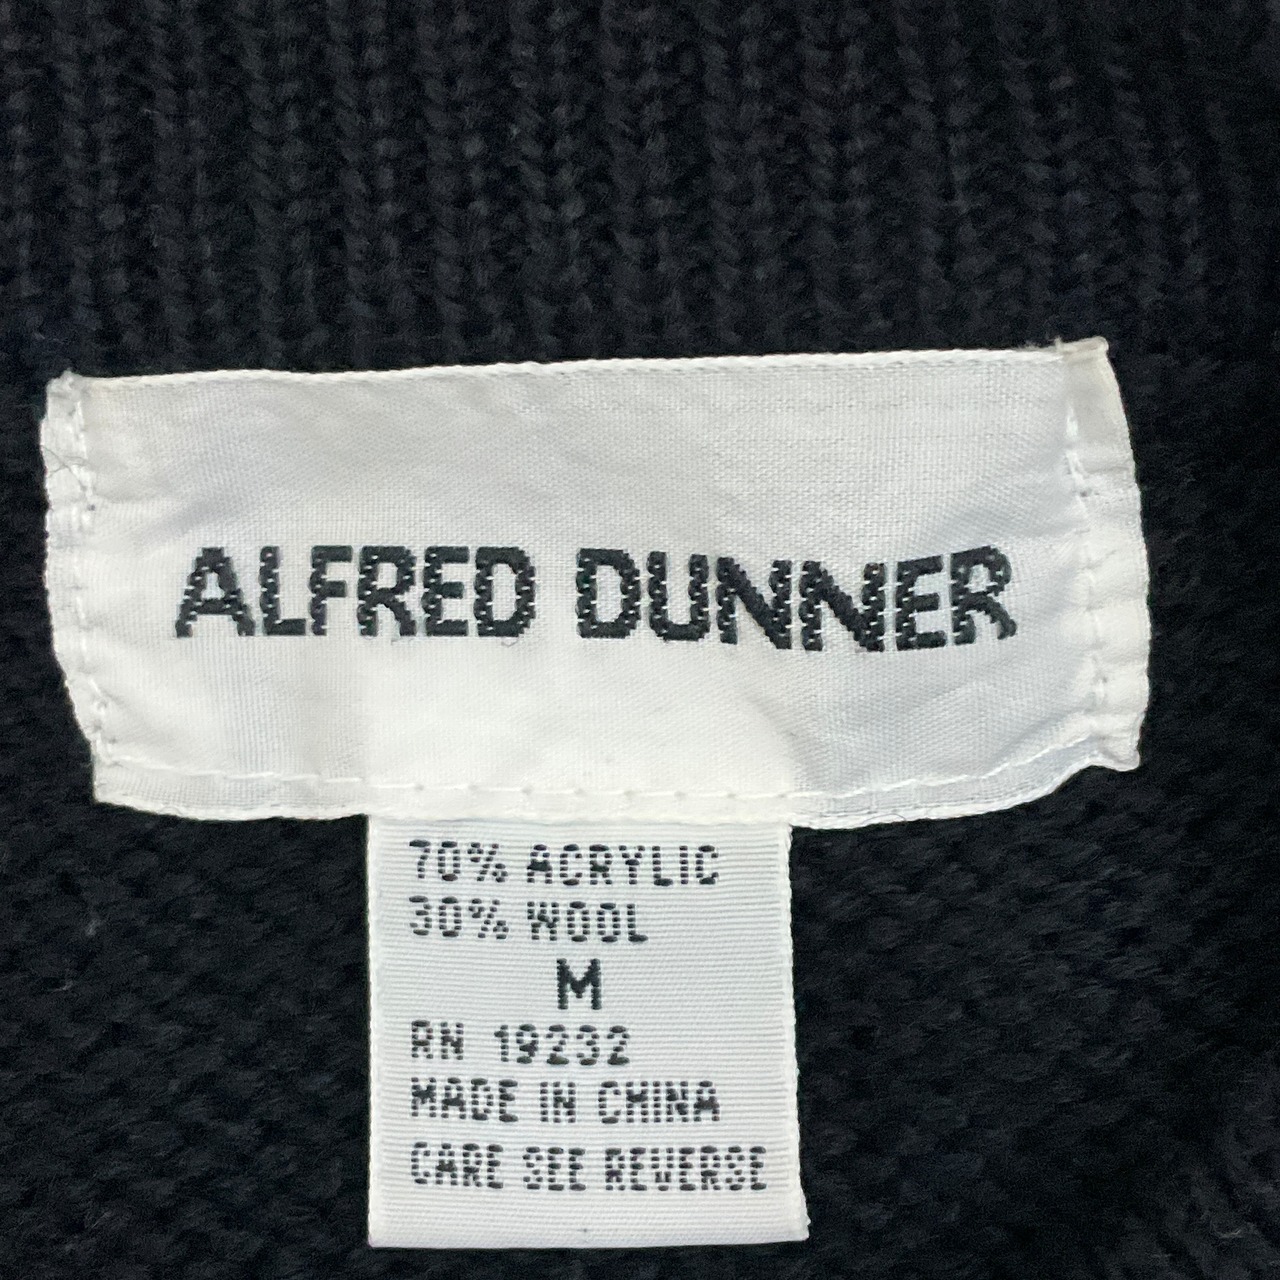 ALFRED DUNNER
70% ACRYLIC
30% WOOL
M
RN 19232
MADE IN CHINA
CARE SEE REVERSE